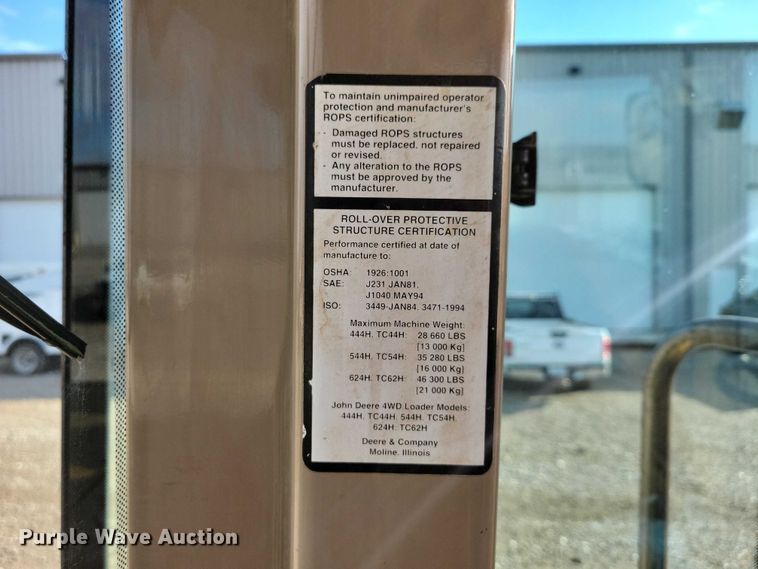 To maintain unimpaired operator
protection and manufacturer's
ROPS certification:
- Damaged ROPS structures
must be replaced, not repaired
or revised.
- Any alteration to the ROPS
must be approved by the
manufacturer.
ROLL-OVER PROTECTIVE
STRUCTURE CERTIFICATION
Performance certified at date of
manufacture to:
OSHA: 1926:1001
SAE: J231 JAN81,
J1040 MAY94
ISO: 3449-JAN84, 3471-1994
Maximum Machine Weight:
444H, TC44H: 28 660 LBS
[13 000 Kg]
544H, TC54H: 35 280 LBS
[16 000 Kg]
624H, TC62H: 46 300 LBS
[21 000 Kg]
John Deere 4WD Loader Models:
444H, TC44H, 544H, TC54H,
624H, TC62H
Deere & Company
Moline, Illinois
Purple Wave Auction